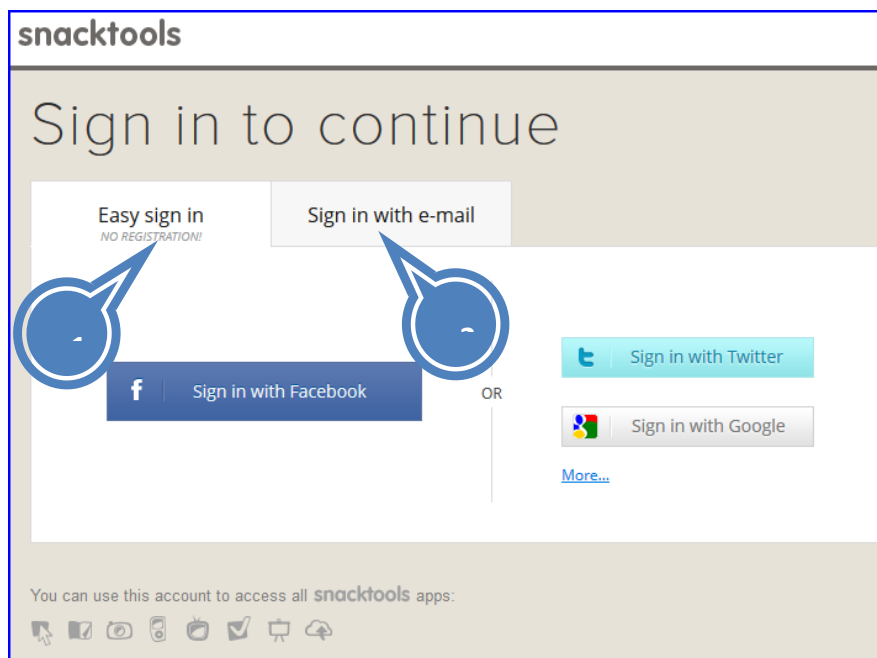 snacktools
Sign in to continue
Easy sign in
NO REGISTRATION!
Sign in with e-mail
Sign in with Facebook
OR
Sign in with Twitter
Sign in with Google
More...
You can use this account to access all snacktools apps: